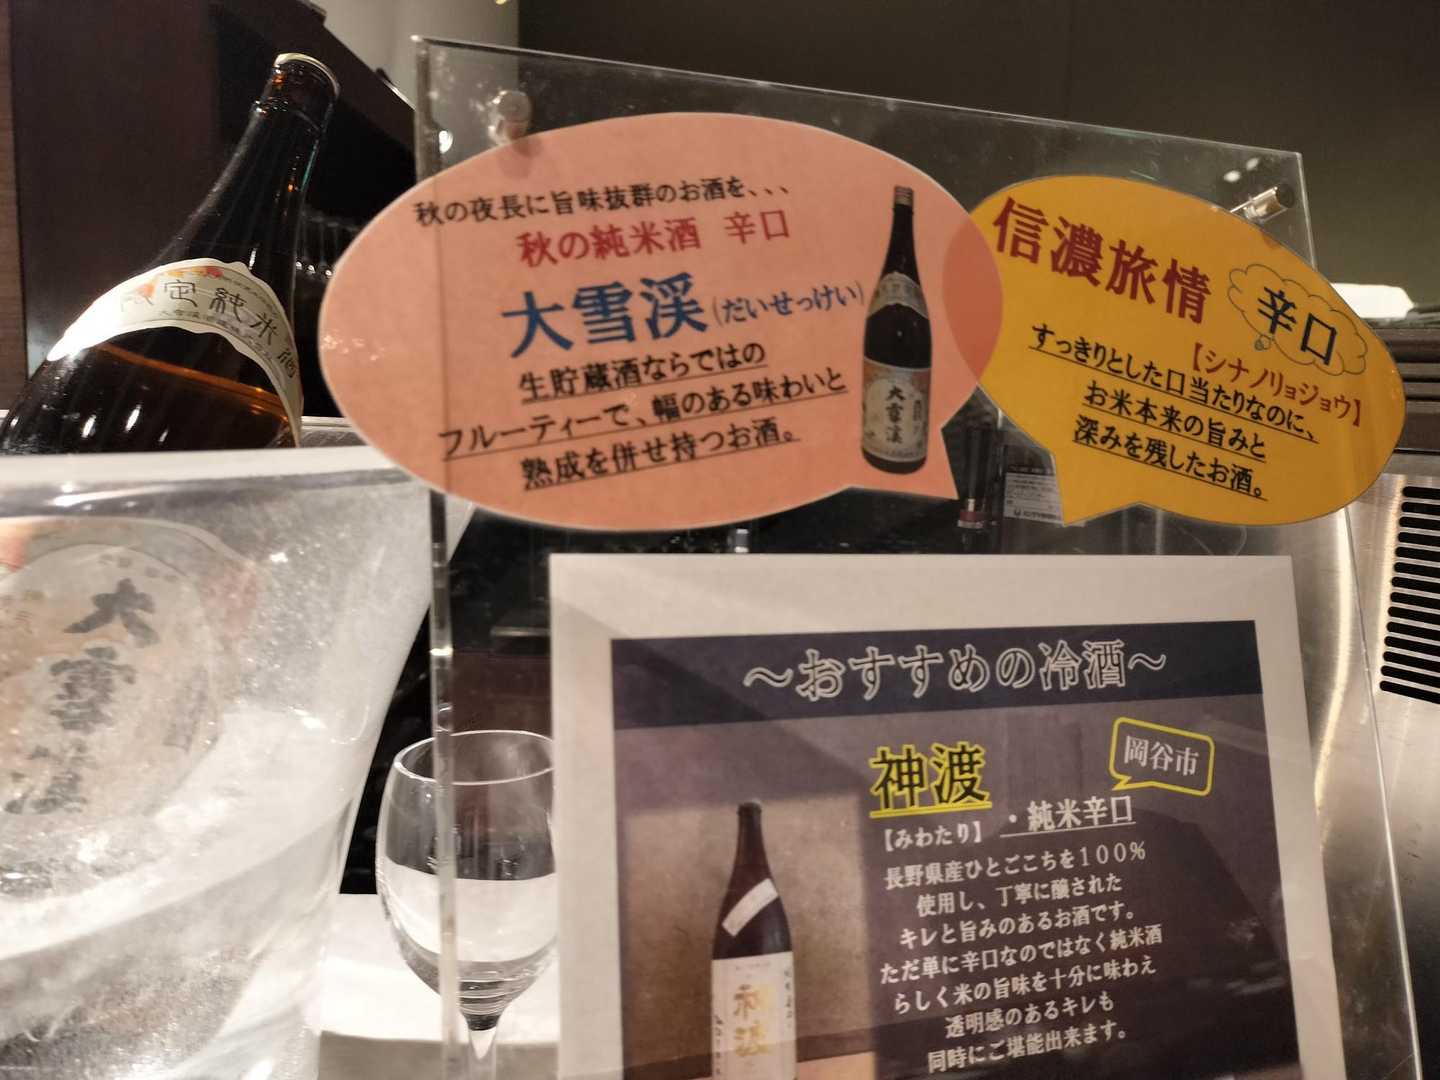 定純米
大雪渓
秋の夜長に旨味抜群のお酒を、、、
秋の純米酒 辛口
大雪渓(だいせっけい)
生貯蔵酒ならではの
フルーティーで、幅のある味わいと
熟成を併せ持つお酒。
大雪渓
信濃旅情
辛口
【シナノリョジョウ】
すっきりとした口当たりなのに、
お米本来の旨みと
深みを残したお酒。
～おすすめの冷酒～
神渡
岡谷市
【みわたり】・純米辛口
長野県産ひとごこちを１００％
使用し、丁寧に醸された
キレと旨みのあるお酒です。
ただ単に辛口なのではなく純米酒
らしく米の旨味を十分に味わえ
透明感のあるキレも
同時にご堪能出来ます。
神渡